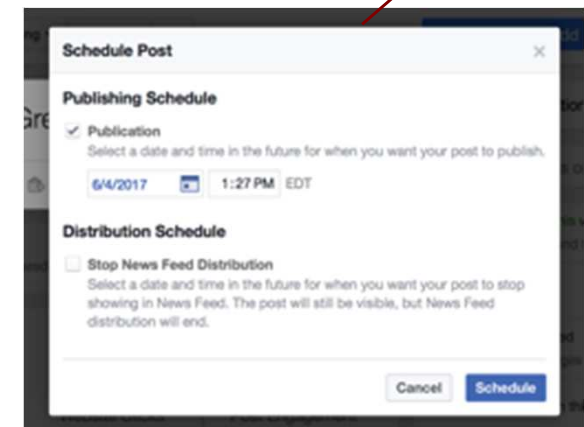 Schedule Post
Publishing Schedule
Publication
Select a date and time in the future for when you want your post to publish.
6/4/2017 1:27 PM EDT
Distribution Schedule
Stop News Feed Distribution
Select a date and time in the future for when you want your post to stop
showing in News Feed. The post will still be visible, but News Feed
distribution will end.
Cancel Schedule